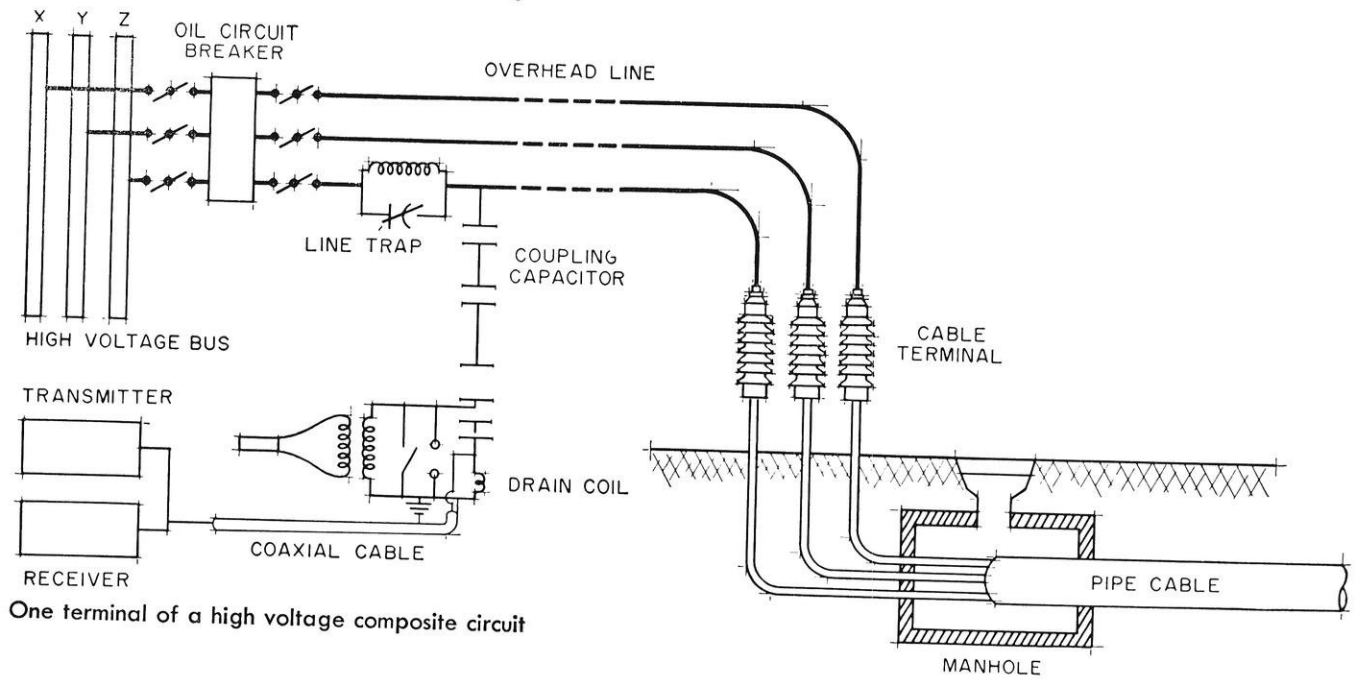 X Y Z
OIL CIRCUIT
BREAKER
OVERHEAD LINE
LINE TRAP
COUPLING
CAPACITOR
HIGH VOLTAGE BUS
CABLE
TERMINAL
TRANSMITTER
DRAIN COIL
COAXIAL CABLE
RECEIVER
PIPE CABLE
One terminal of a high voltage composite circuit
MANHOLE